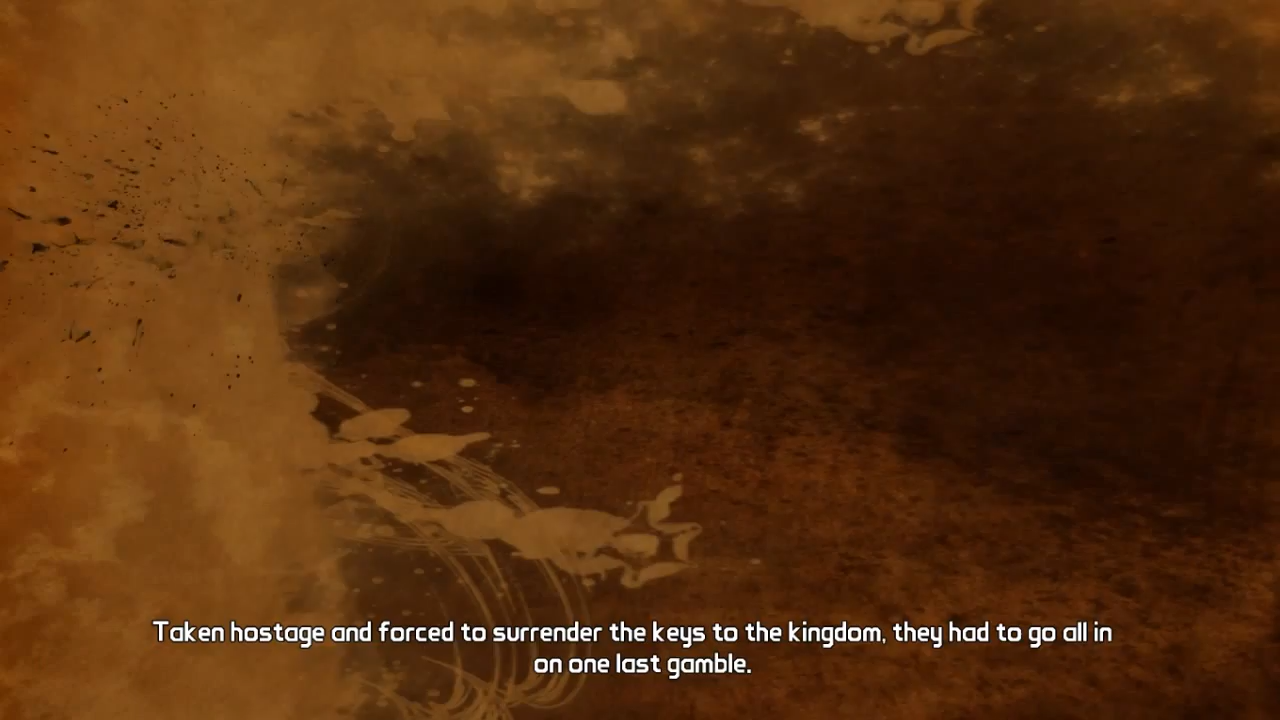 Taken hostage and forced to surrender the keys to the kingdom, they had to go all in
on one last gamble.